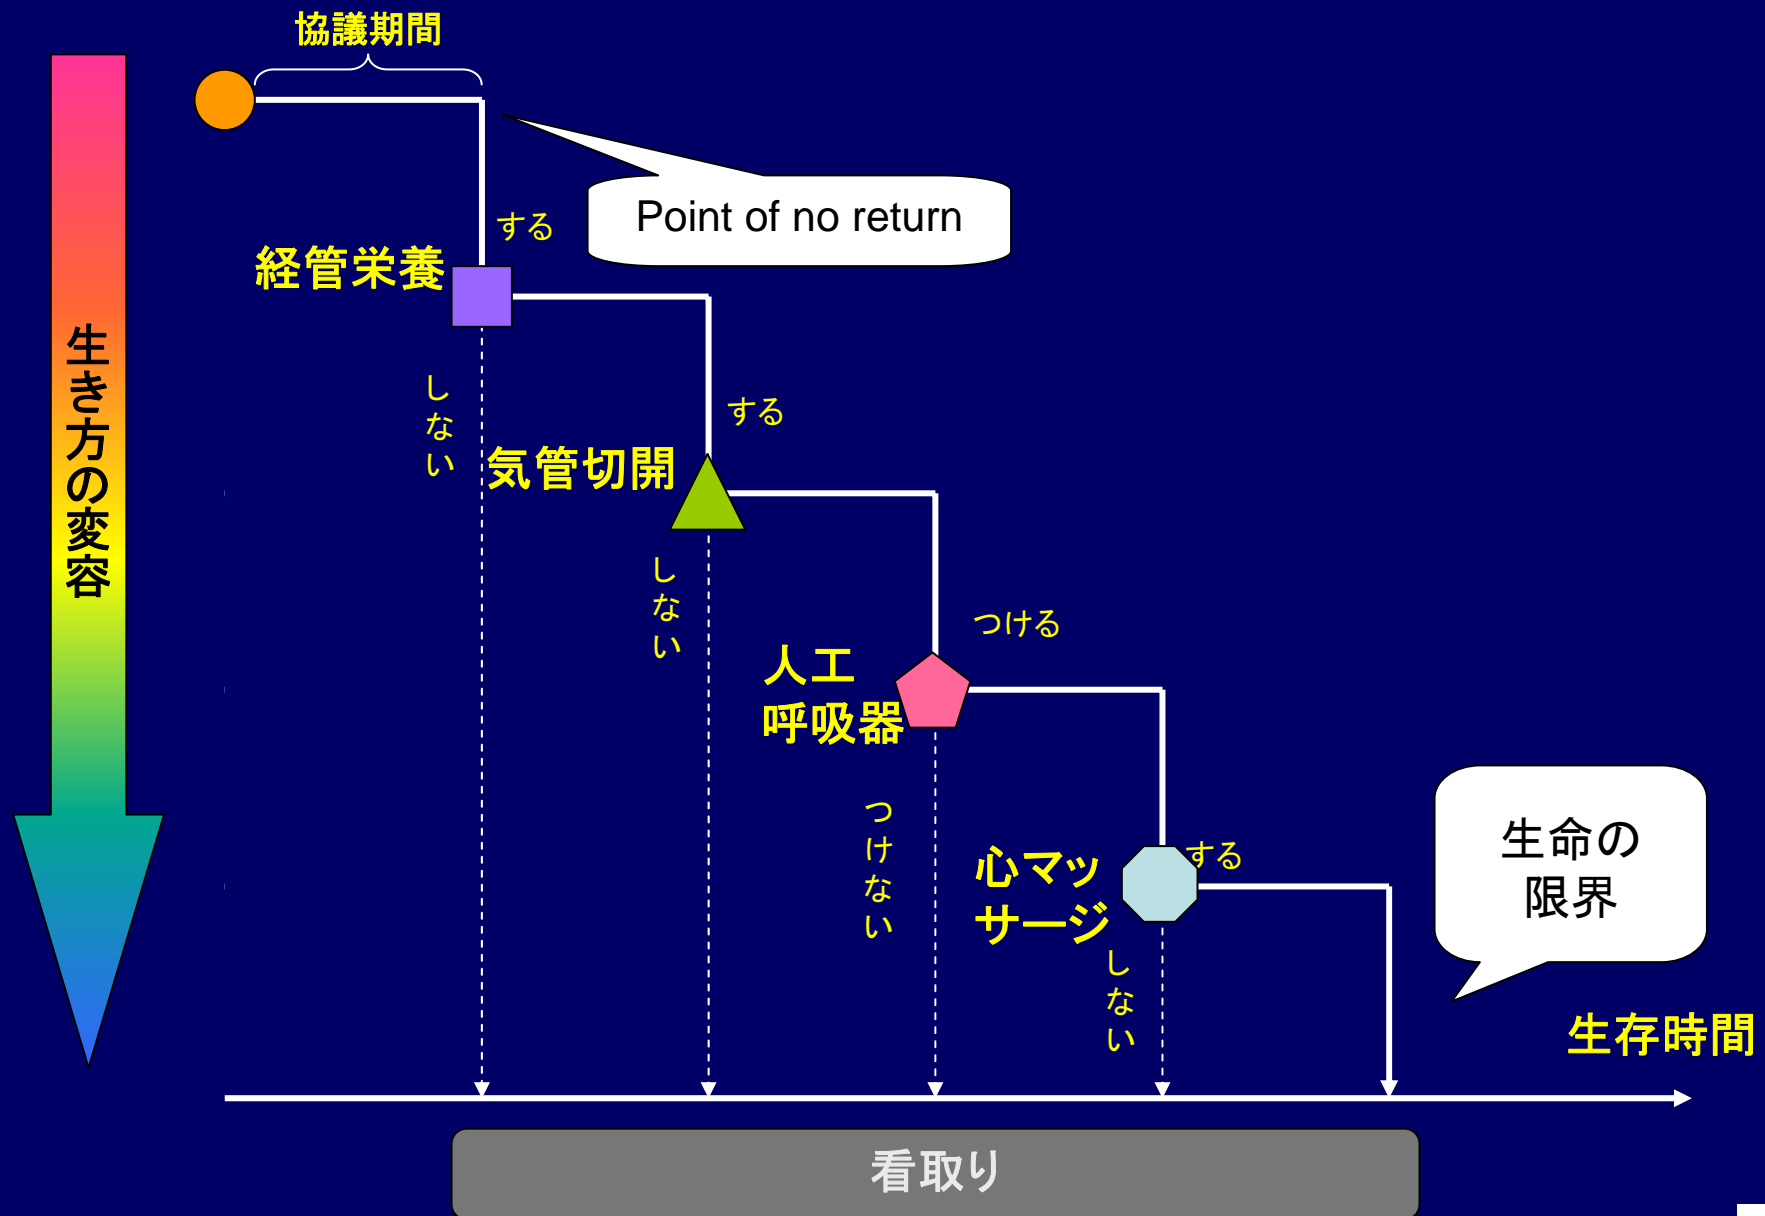 協議期間
Point of no return
する
経管栄養
しない
する
気管切開
しない
つける
人工
呼吸器
つけない
する
心マッ
サージ
しない
生命の
限界
生存時間
生き方の変容
看取り